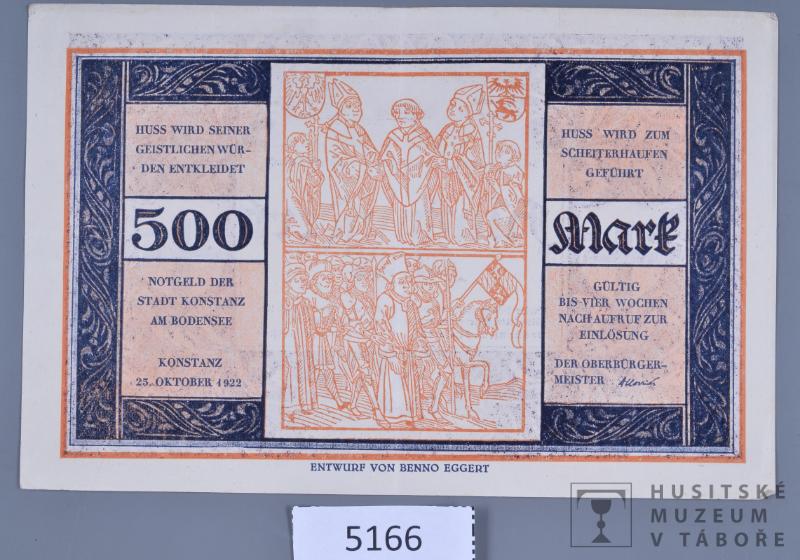 HUSS WIRD SEINER
GEISTLICHEN WÜR-
DEN ENTKLEIDET
500
NOTGELD DER
STADT KONSTANZ
AM BODENSEE
KONSTANZ
25. OKTOBER 1922
HUSS WIRD ZUM
SCHEITERHAUFEN
GEFÜHRT
Mark
GÜLTIG
BIS VIER WOCHEN
NACH AUFRUF ZUR
EINLÖSUNG
DER OBERBÜRGER-
MEISTER
ENTWURF VON BENNO EGGERT
5166
HUSITSKÉ
MUZEUM
V TÁBOŘE